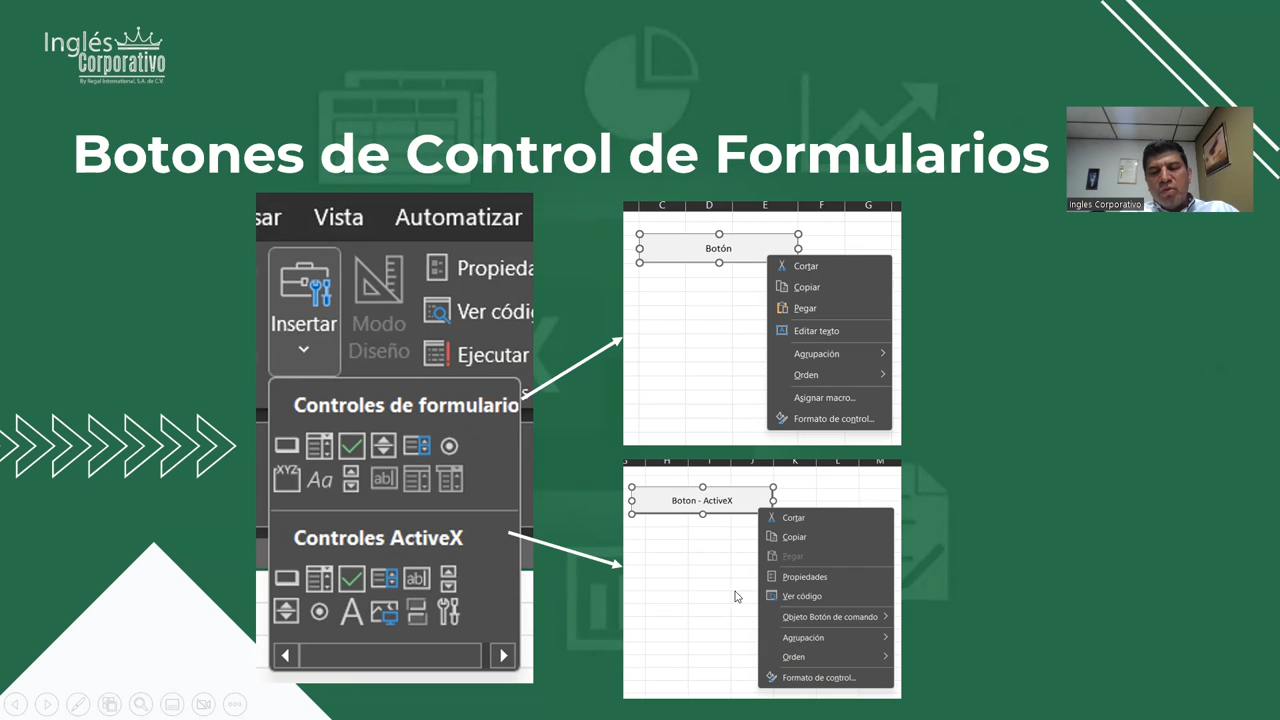 Inglés
Corporativo
By Regal International, S.A. de C.V.
Botones de Control de Formularios
Ingles Corporativo
sar Vista Automatizar
Insertar
Modo
Diseño
Propieda
Ver códi
Ejecutar
Controles de formulario
XYZ
Aa
ab
Controles ActiveX
ab
A
C D E F G
Botón
Cortar
Copiar
Pegar
Editar texto
Agrupación
Orden
Asignar macro...
Formato de control...
G H I J K L M
Boton - ActiveX
Cortar
Copiar
Pegar
Propiedades
Ver código
Objeto Botón de comando
Agrupación
Orden
Formato de control...